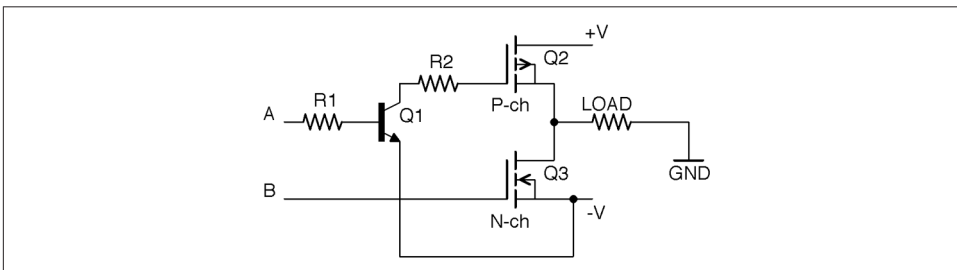 +V
Q2
R2
P-ch
LOAD
R1
A
Q1
Q3
GND
B
-V
N-ch